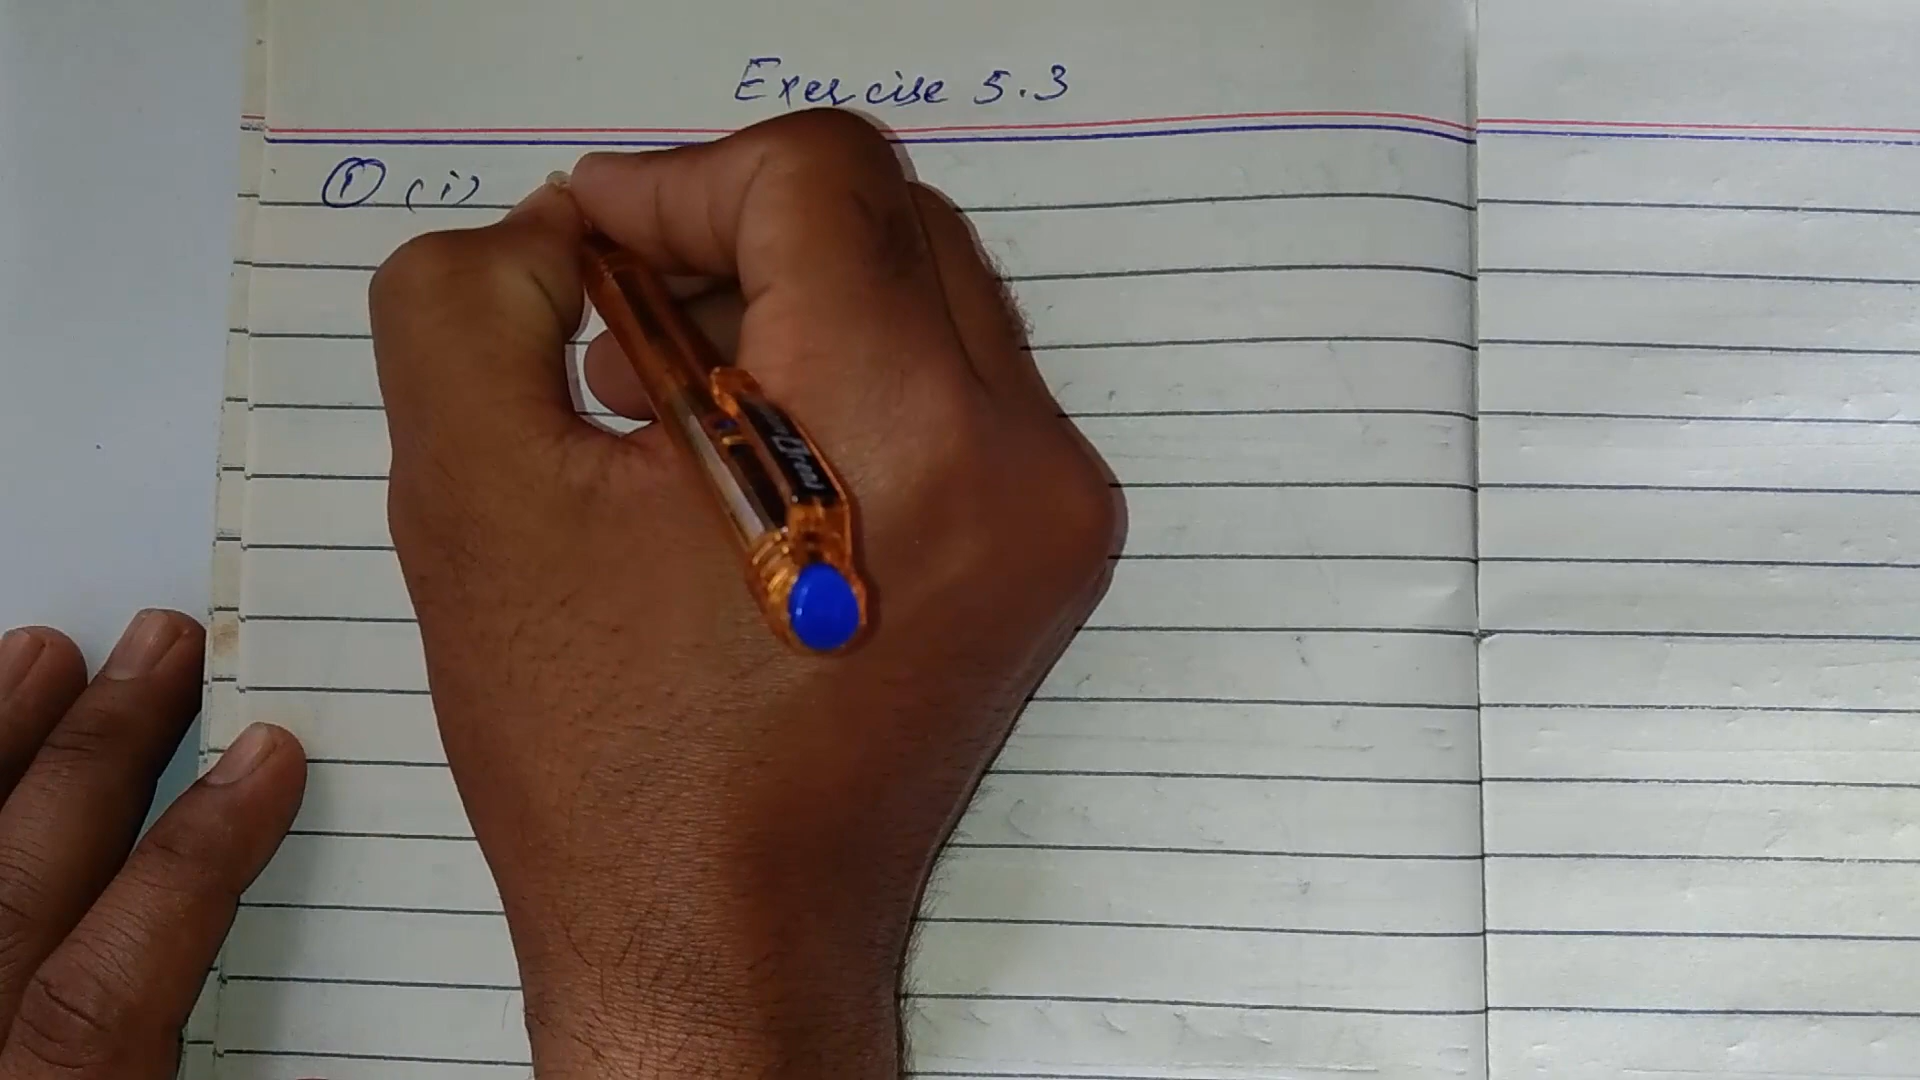 Exercise 5.3
① (i)